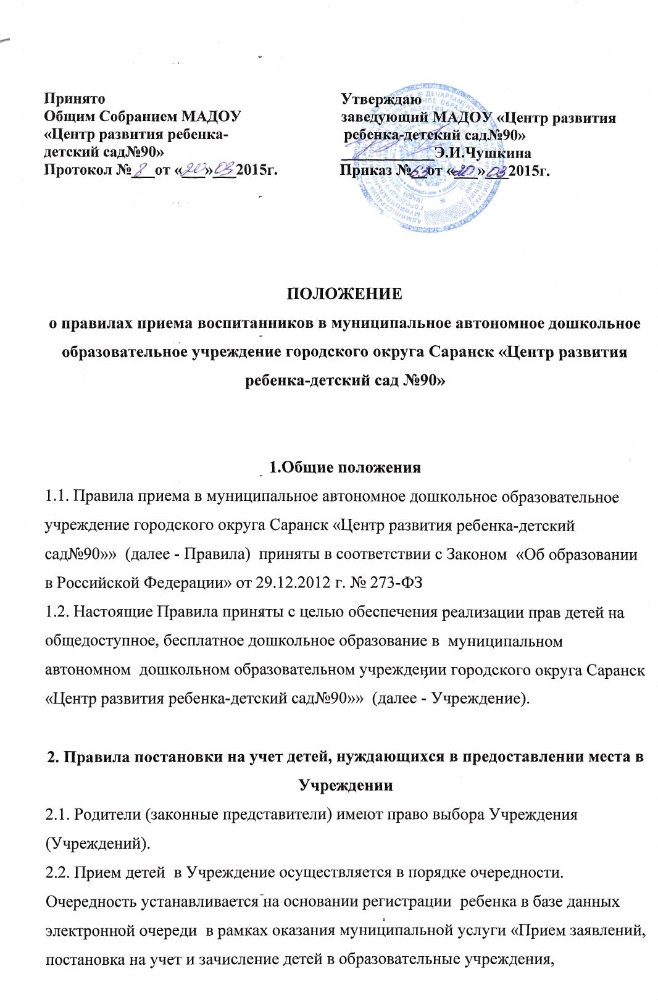 Принято
Общим Собранием МАДОУ
«Центр развития ребенка-
детский сад№90»
Протокол № 8 от «20» 03 2015г.
Утверждаю
заведующий МАДОУ «Центр развития
ребенка-детский сад№90»
____________Э.И.Чушкина
Приказ №63 от «20» 03 2015г.
ПОЛОЖЕНИЕ
о правилах приема воспитанников в муниципальное автономное дошкольное
образовательное учреждение городского округа Саранск «Центр развития
ребенка-детский сад №90»
1.Общие положения
1.1. Правила приема в муниципальное автономное дошкольное образовательное
учреждение городского округа Саранск «Центр развития ребенка-детский
сад№90»» (далее - Правила) приняты в соответствии с Законом «Об образовании
в Российской Федерации» от 29.12.2012 г. № 273-ФЗ
1.2. Настоящие Правила приняты с целью обеспечения реализации прав детей на
общедоступное, бесплатное дошкольное образование в муниципальном
автономном дошкольном образовательном учреждении городского округа Саранск
«Центр развития ребенка-детский сад№90»» (далее - Учреждение).
2. Правила постановки на учет детей, нуждающихся в предоставлении места в
Учреждении
2.1. Родители (законные представители) имеют право выбора Учреждения
(Учреждений).
2.2. Прием детей в Учреждение осуществляется в порядке очередности.
Очередность устанавливается на основании регистрации ребенка в базе данных
электронной очереди в рамках оказания муниципальной услуги «Прием заявлений,
постановка на учет и зачисление детей в образовательные учреждения,